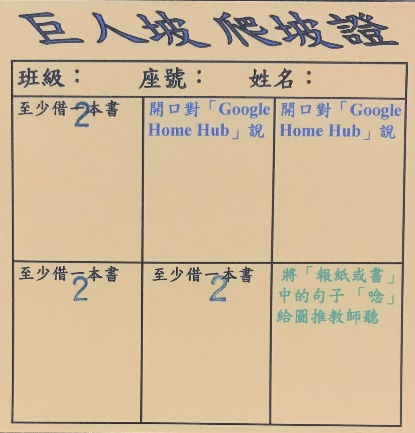 巨人坡 爬坡證
班級： 座號： 姓名：
至少借一本書
2
開口對「Google
Home Hub」說
開口對「Google
Home Hub」說
至少借一本書
2
至少借一本書
2
將「報紙或書」
中的句子「唸」
給圖推教師聽